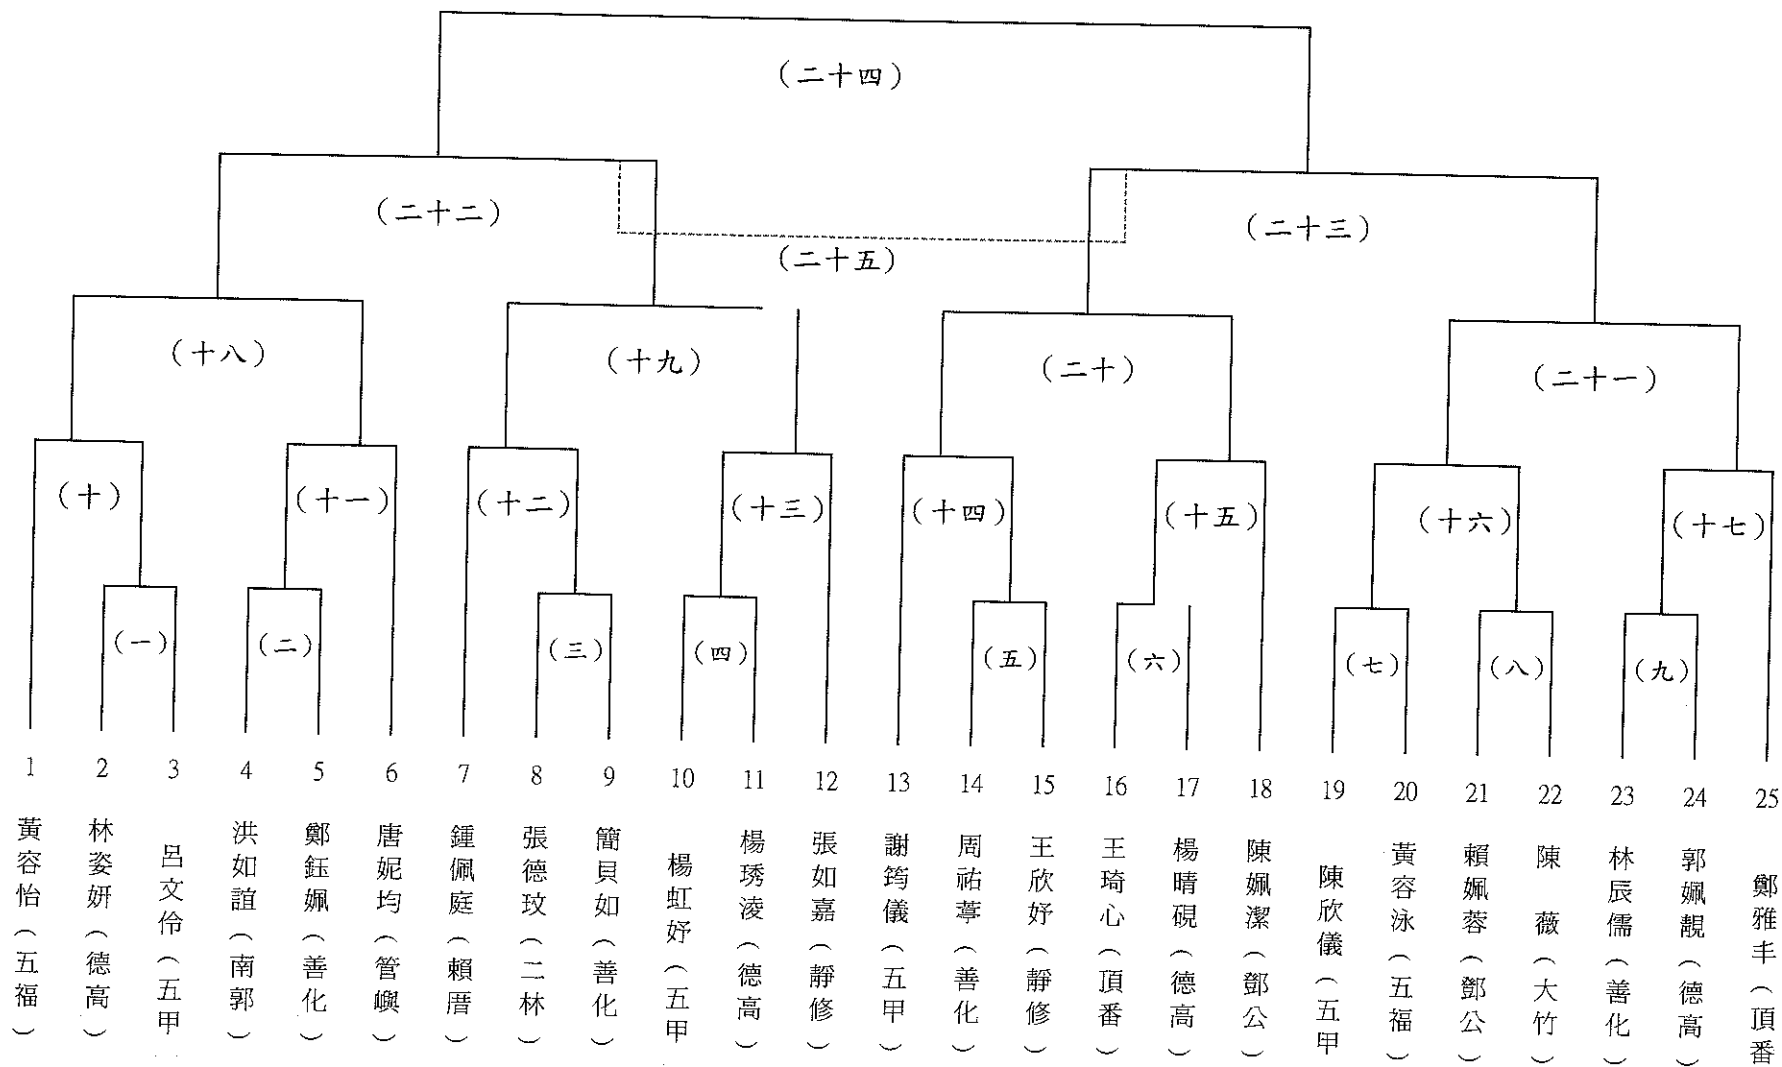 (二十四)
(二十二)
(二十三)
(二十五)
(十八)
(十九)
(二十)
(二十一)
(十)
(十一)
(十二)
(十三)
(十四)
(十五)
(十六)
(十七)
(一)
(二)
(三)
(四)
(五)
(六)
(七)
(八)
(九)
1 黃容怡(五福)
2 林姿妍(德高)
3 呂文伶(五甲
4 洪如誼(南郭)
5 鄭鈺姵(善化)
6 唐妮均(管嶼)
7 鍾佩庭(賴厝)
8 張德玟(二林)
9 簡貝如(善化)
10 楊虹妤(五甲
11 楊琇淩(德高)
12 張如嘉(靜修)
13 謝筠儀(五甲)
14 周祐葶(善化)
15 王欣妤(靜修)
16 王琦心(頂番)
17 楊晴硯(德高)
18 陳姵潔(鄧公)
19 陳欣儀(五甲
20 黃容泳(五福)
21 賴姵蓉(鄧公)
22 陳 薇(大竹)
23 林辰儒(善化)
24 郭姵靚(德高)
25 鄭雅丰(頂番